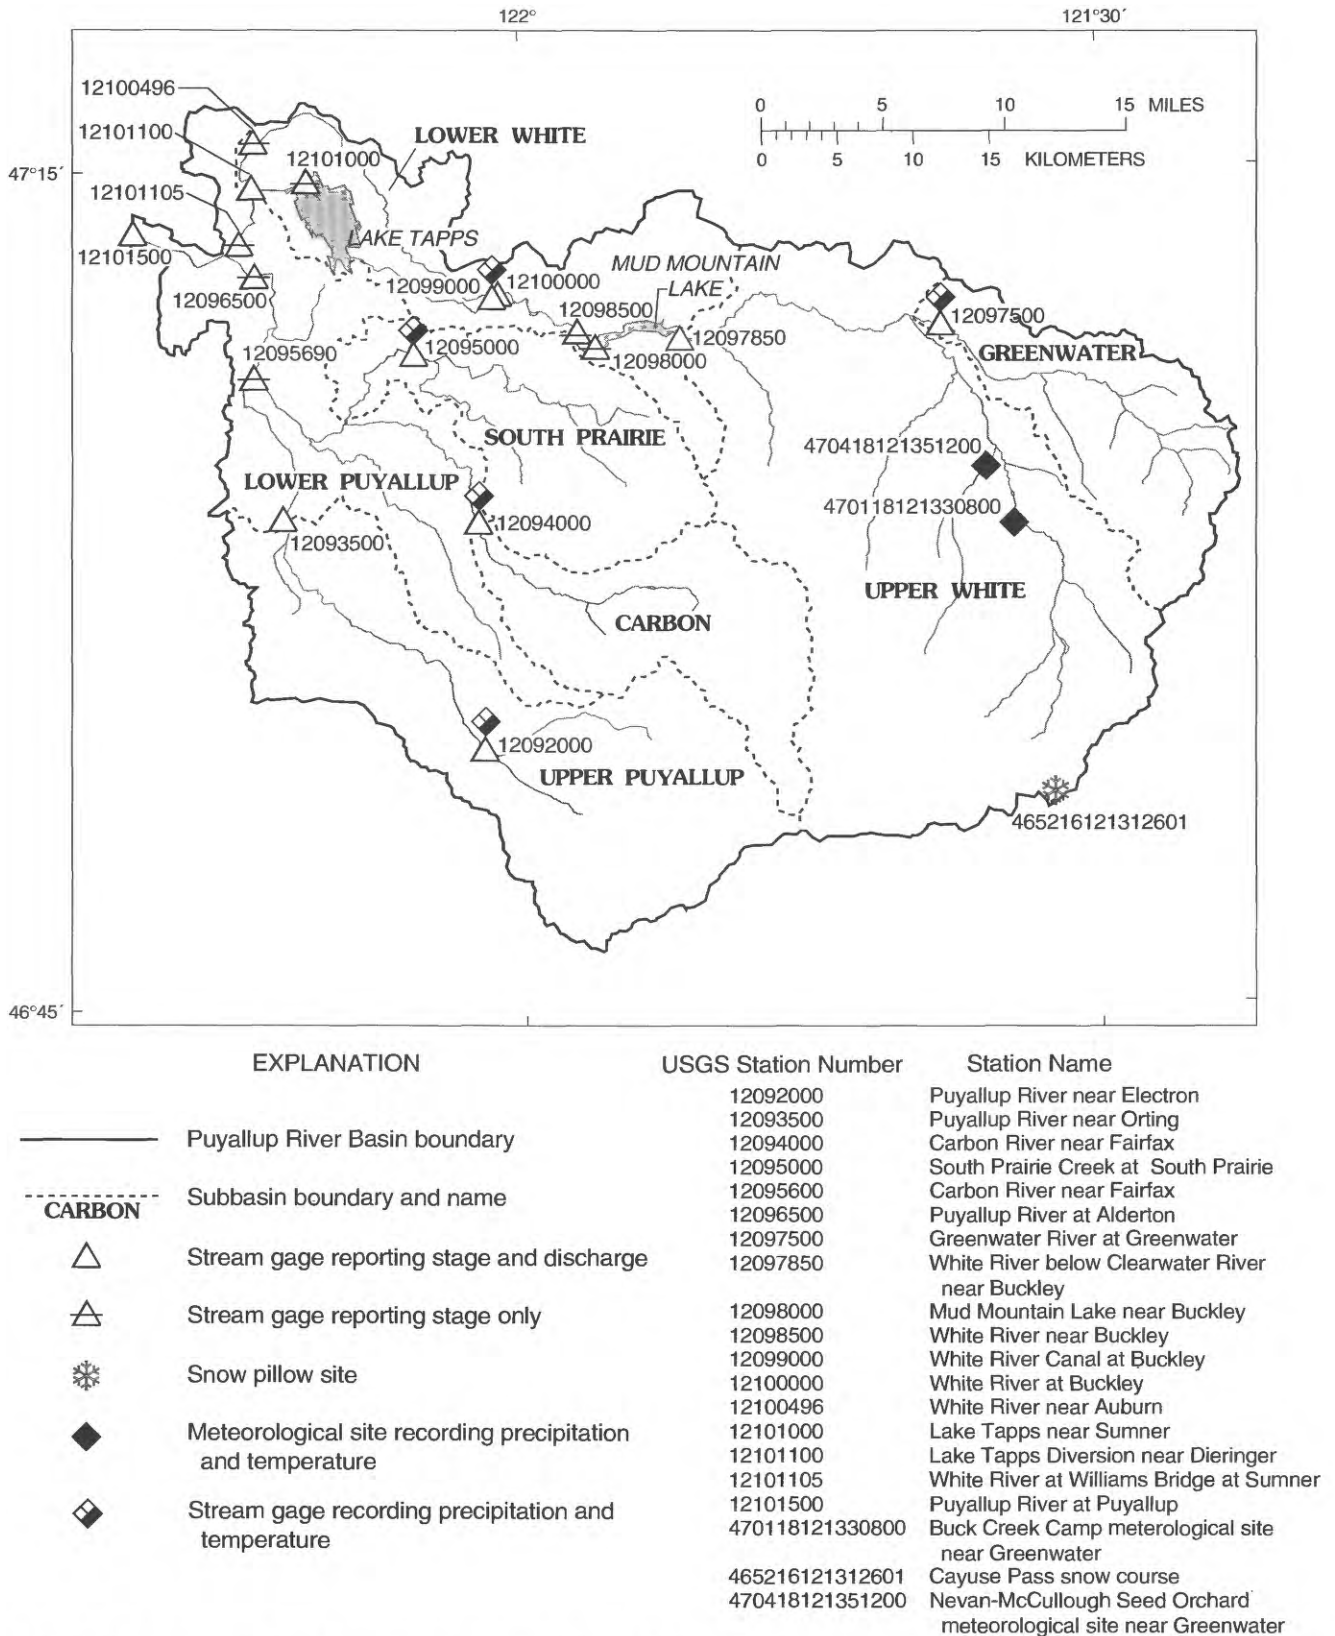 122°
121°30´
12100496
0 5 10 15 MILES
12101100
LOWER WHITE
12101000
0 5 10 15 KILOMETERS
47°15´
12101105
LAKE TAPPS
12101500
MUD MOUNTAIN
LAKE
12099000
12100000
12096500
12098500
12097500
12095690
12095000
12097850
12098000
GREENWATER
SOUTH PRAIRIE
470418121351200
LOWER PUYALLUP
470118121330800
12094000
12093500
UPPER WHITE
CARBON
12092000
UPPER PUYALLUP
465216121312601
46°45´
EXPLANATION
Puyallup River Basin boundary
CARBON
Subbasin boundary and name
Stream gage reporting stage and discharge
Stream gage reporting stage only
Snow pillow site
Meteorological site recording precipitation
and temperature
Stream gage recording precipitation and
temperature
USGS Station Number Station Name
12092000 Puyallup River near Electron
12093500 Puyallup River near Orting
12094000 Carbon River near Fairfax
12095000 South Prairie Creek at South Prairie
12095600 Carbon River near Fairfax
12096500 Puyallup River at Alderton
12097500 Greenwater River at Greenwater
12097850 White River below Clearwater River
near Buckley
12098000 Mud Mountain Lake near Buckley
12098500 White River near Buckley
12099000 White River Canal at Buckley
12100000 White River at Buckley
12100496 White River near Auburn
12101000 Lake Tapps near Sumner
12101100 Lake Tapps Diversion near Dieringer
12101105 White River at Williams Bridge at Sumner
12101500 Puyallup River at Puyallup
470118121330800 Buck Creek Camp meterological site
near Greenwater
465216121312601 Cayuse Pass snow course
470418121351200 Nevan-McCullough Seed Orchard
meteorological site near Greenwater